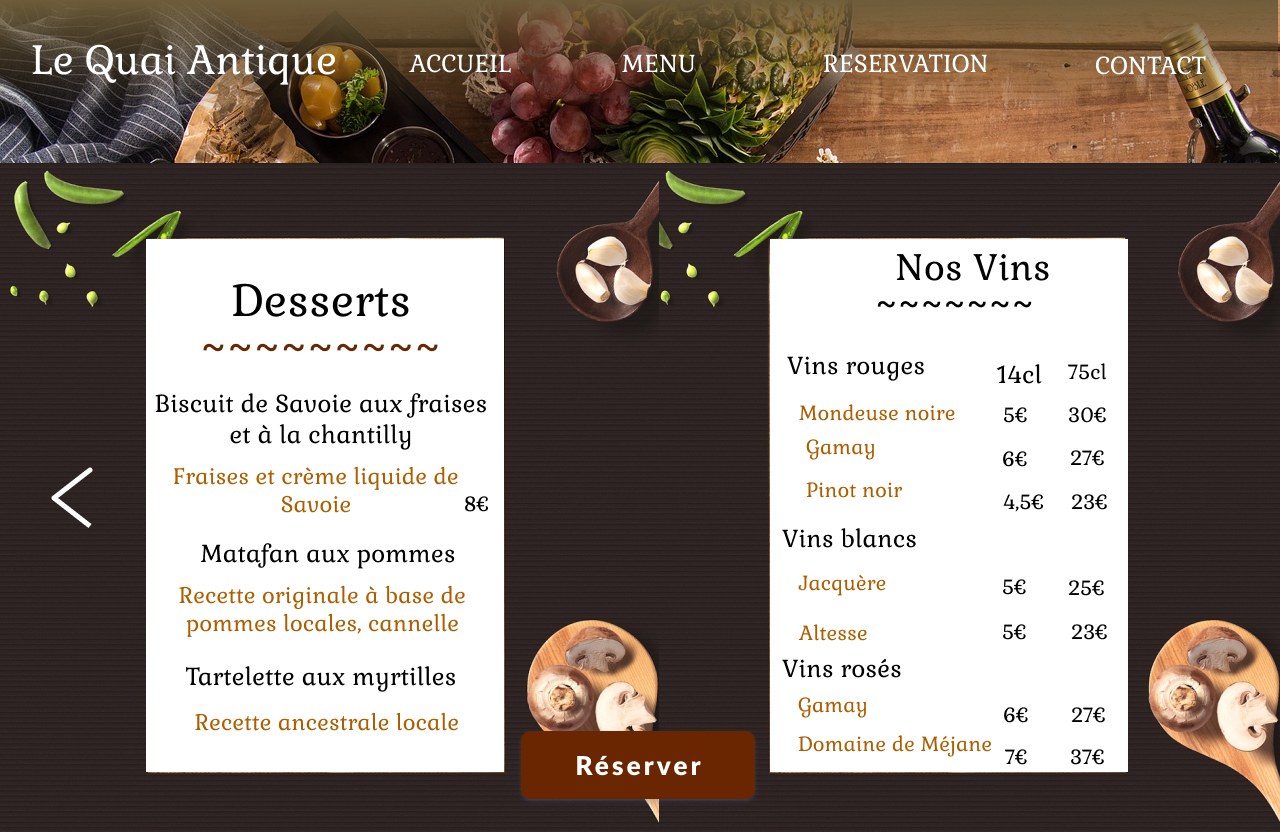 Le Quai Antique
ACCUEIL
MENU
RESERVATION
CONTACT
Desserts
~~~~~~~~~
Biscuit de Savoie aux fraises
et à la chantilly
Fraises et crème liquide de
Savoie 8€
Matafan aux pommes
Recette originale à base de
pommes locales, cannelle
Tartelette aux myrtilles
Recette ancestrale locale
Nos Vins
~~~~~~~
Vins rouges 14cl 75cl
Mondeuse noire 5€ 30€
Gamay 6€ 27€
Pinot noir 4,5€ 23€
Vins blancs
Jacquère 5€ 25€
Altesse 5€ 23€
Vins rosés
Gamay 6€ 27€
Domaine de Méjane 7€ 37€
Réserver